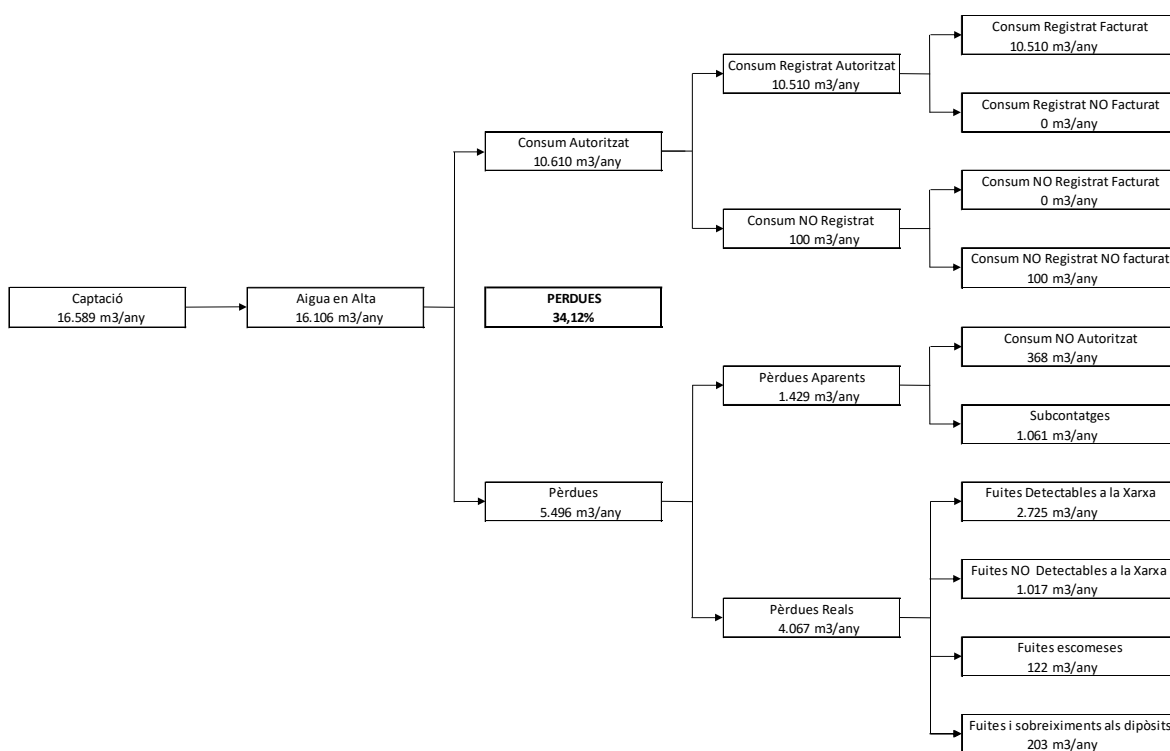 Consum Registrat Facturat
10.510 m3/any
Consum Registrat Autoritzat
10.510 m3/any
Consum Registrat NO Facturat
0 m3/any
Consum Autoritzat
10.610 m3/any
Consum NO Registrat Facturat
0 m3/any
Consum NO Registrat
100 m3/any
Consum NO Registrat NO facturat
100 m3/any
Captació
16.589 m3/any
Aigua en Alta
16.106 m3/any
PERDUES
34,12%
Consum NO Autoritzat
368 m3/any
Pèrdues Aparents
1.429 m3/any
Subcontatges
1.061 m3/any
Pèrdues
5.496 m3/any
Fuites Detectables a la Xarxa
2.725 m3/any
Fuites NO Detectables a la Xarxa
1.017 m3/any
Pèrdues Reals
4.067 m3/any
Fuites escomeses
122 m3/any
Fuites i sobreiximents als dipòsits
203 m3/any